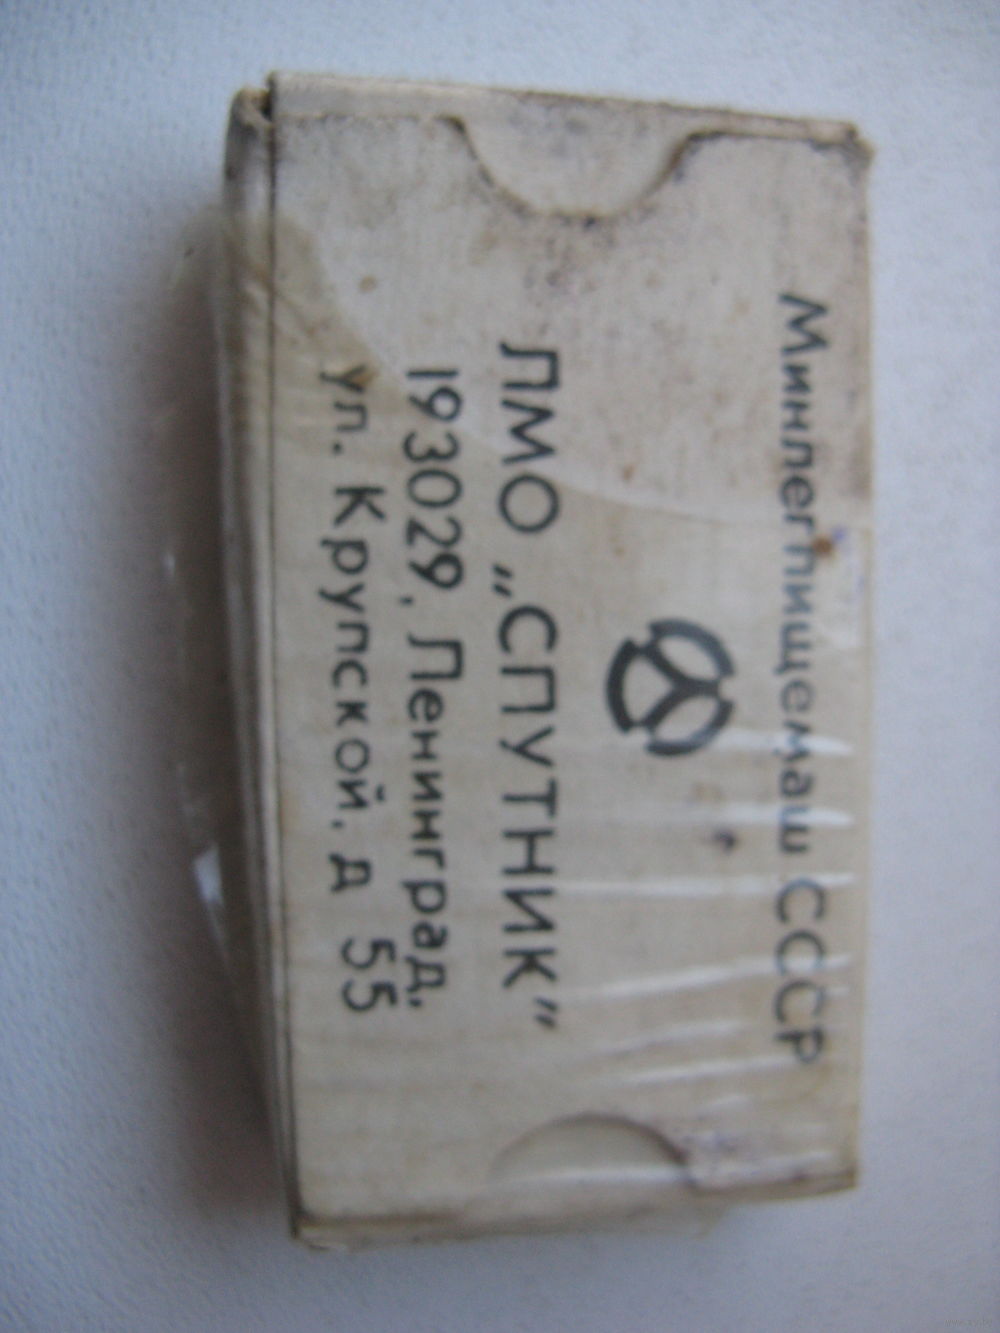 Минлегпищемаш СССР
ЛМО „СПУТНИК”
193029, Ленинград,
ул. Крупской, д 55